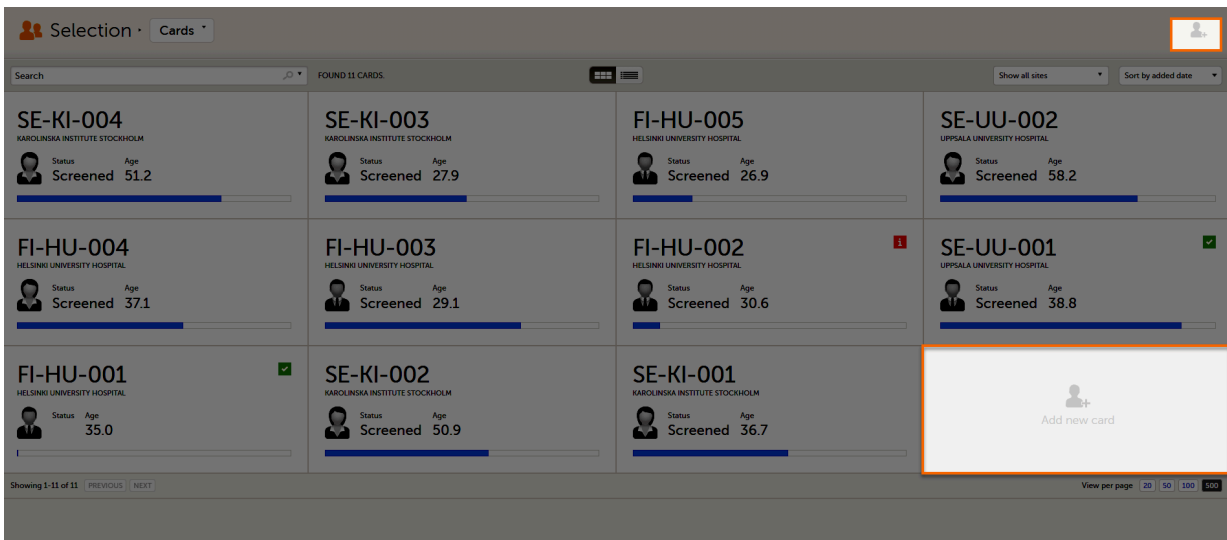 Selection · Cards
Search
FOUND 11 CARDS.
Show all sites
Sort by added date
SE-KI-004
KAROLINSKA INSTITUTE STOCKHOLM
Status Age
Screened 51.2
SE-KI-003
KAROLINSKA INSTITUTE STOCKHOLM
Status Age
Screened 27.9
FI-HU-005
HELSINKI UNIVERSITY HOSPITAL
Status Age
Screened 26.9
SE-UU-002
UPPSALA UNIVERSITY HOSPITAL
Status Age
Screened 58.2
FI-HU-004
HELSINKI UNIVERSITY HOSPITAL
Status Age
Screened 37.1
FI-HU-003
HELSINKI UNIVERSITY HOSPITAL
Status Age
Screened 29.1
FI-HU-002
HELSINKI UNIVERSITY HOSPITAL
Status Age
Screened 30.6
SE-UU-001
UPPSALA UNIVERSITY HOSPITAL
Status Age
Screened 38.8
FI-HU-001
HELSINKI UNIVERSITY HOSPITAL
Status Age
35.0
SE-KI-002
KAROLINSKA INSTITUTE STOCKHOLM
Status Age
Screened 50.9
SE-KI-001
KAROLINSKA INSTITUTE STOCKHOLM
Status Age
Screened 36.7
Add new card
Showing 1-11 of 11 PREVIOUS NEXT
View per page 20 50 100 500